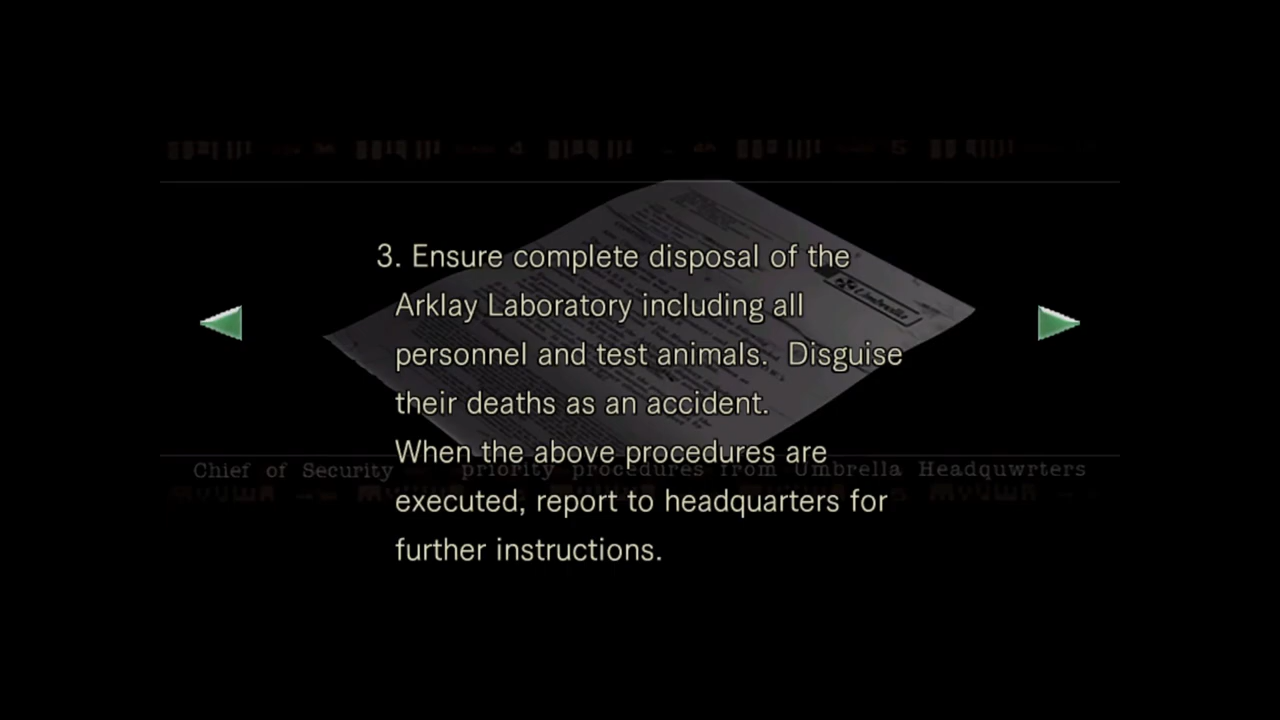 3. Ensure complete disposal of the
Arklay Laboratory including all
personnel and test animals.  Disguise
their deaths as an accident.
When the above procedures are
Chief of Security priority procedures from Umbrella Headquwrters
executed, report to headquarters for
further instructions.